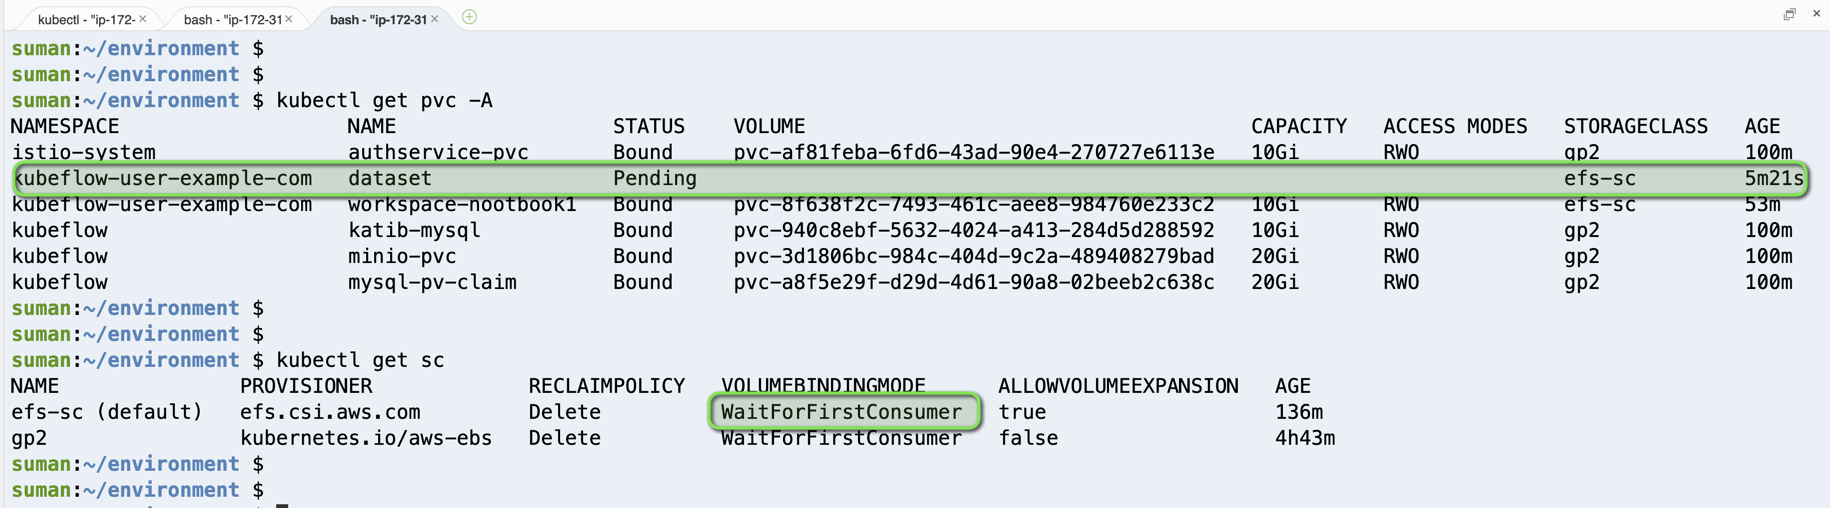 kubectl - "ip-172- × bash - "ip-172-31 × bash - "ip-172-31 ×
suman:~/environment $
suman:~/environment $
suman:~/environment $ kubectl get pvc -A
NAMESPACE NAME STATUS VOLUME CAPACITY ACCESS MODES STORAGECLASS AGE
istio-system authservice-pvc Bound pvc-af81feba-6fd6-43ad-90e4-270727e6113e 10Gi RWO gp2 100m
kubeflow-user-example-com dataset Pending efs-sc 5m21s
kubeflow-user-example-com workspace-nootbook1 Bound pvc-8f638f2c-7493-461c-aee8-984760e233c2 10Gi RWO efs-sc 53m
kubeflow katib-mysql Bound pvc-940c8ebf-5632-4024-a413-284d5d288592 10Gi RWO gp2 100m
kubeflow minio-pvc Bound pvc-3d1806bc-984c-404d-9c2a-489408279bad 20Gi RWO gp2 100m
kubeflow mysql-pv-claim Bound pvc-a8f5e29f-d29d-4d61-90a8-02beeb2c638c 20Gi RWO gp2 100m
suman:~/environment $
suman:~/environment $
suman:~/environment $ kubectl get sc
NAME PROVISIONER RECLAIMPOLICY VOLUMEBINDINGMODE ALLOWVOLUMEEXPANSION AGE
efs-sc (default) efs.csi.aws.com Delete WaitForFirstConsumer true 136m
gp2 kubernetes.io/aws-ebs Delete WaitForFirstConsumer false 4h43m
suman:~/environment $
suman:~/environment $